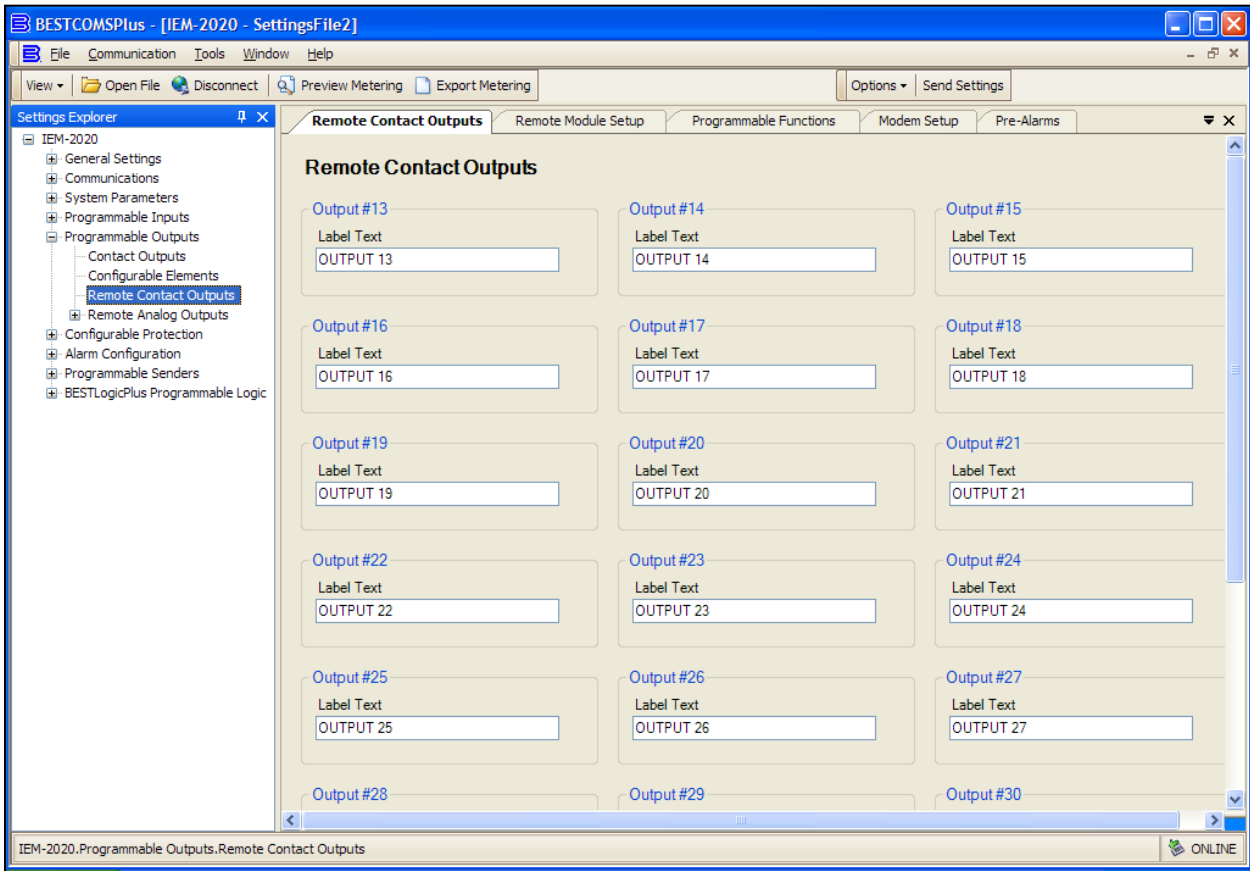 BESTCOMSPlus - [IEM-2020 - SettingsFile2]
File Communication Tools Window Help
View Open File Disconnect Preview Metering Export Metering Options Send Settings
Settings Explorer
IEM-2020
General Settings
Communications
System Parameters
Programmable Inputs
Programmable Outputs
Contact Outputs
Configurable Elements
Remote Contact Outputs
Remote Analog Outputs
Configurable Protection
Alarm Configuration
Programmable Senders
BESTLogicPlus Programmable Logic
Remote Contact Outputs Remote Module Setup Programmable Functions Modem Setup Pre-Alarms
Remote Contact Outputs
Output #13 Output #14 Output #15
Label Text Label Text Label Text
OUTPUT 13 OUTPUT 14 OUTPUT 15
Output #16 Output #17 Output #18
Label Text Label Text Label Text
OUTPUT 16 OUTPUT 17 OUTPUT 18
Output #19 Output #20 Output #21
Label Text Label Text Label Text
OUTPUT 19 OUTPUT 20 OUTPUT 21
Output #22 Output #23 Output #24
Label Text Label Text Label Text
OUTPUT 22 OUTPUT 23 OUTPUT 24
Output #25 Output #26 Output #27
Label Text Label Text Label Text
OUTPUT 25 OUTPUT 26 OUTPUT 27
Output #28 Output #29 Output #30
IEM-2020.Programmable Outputs.Remote Contact Outputs ONLINE